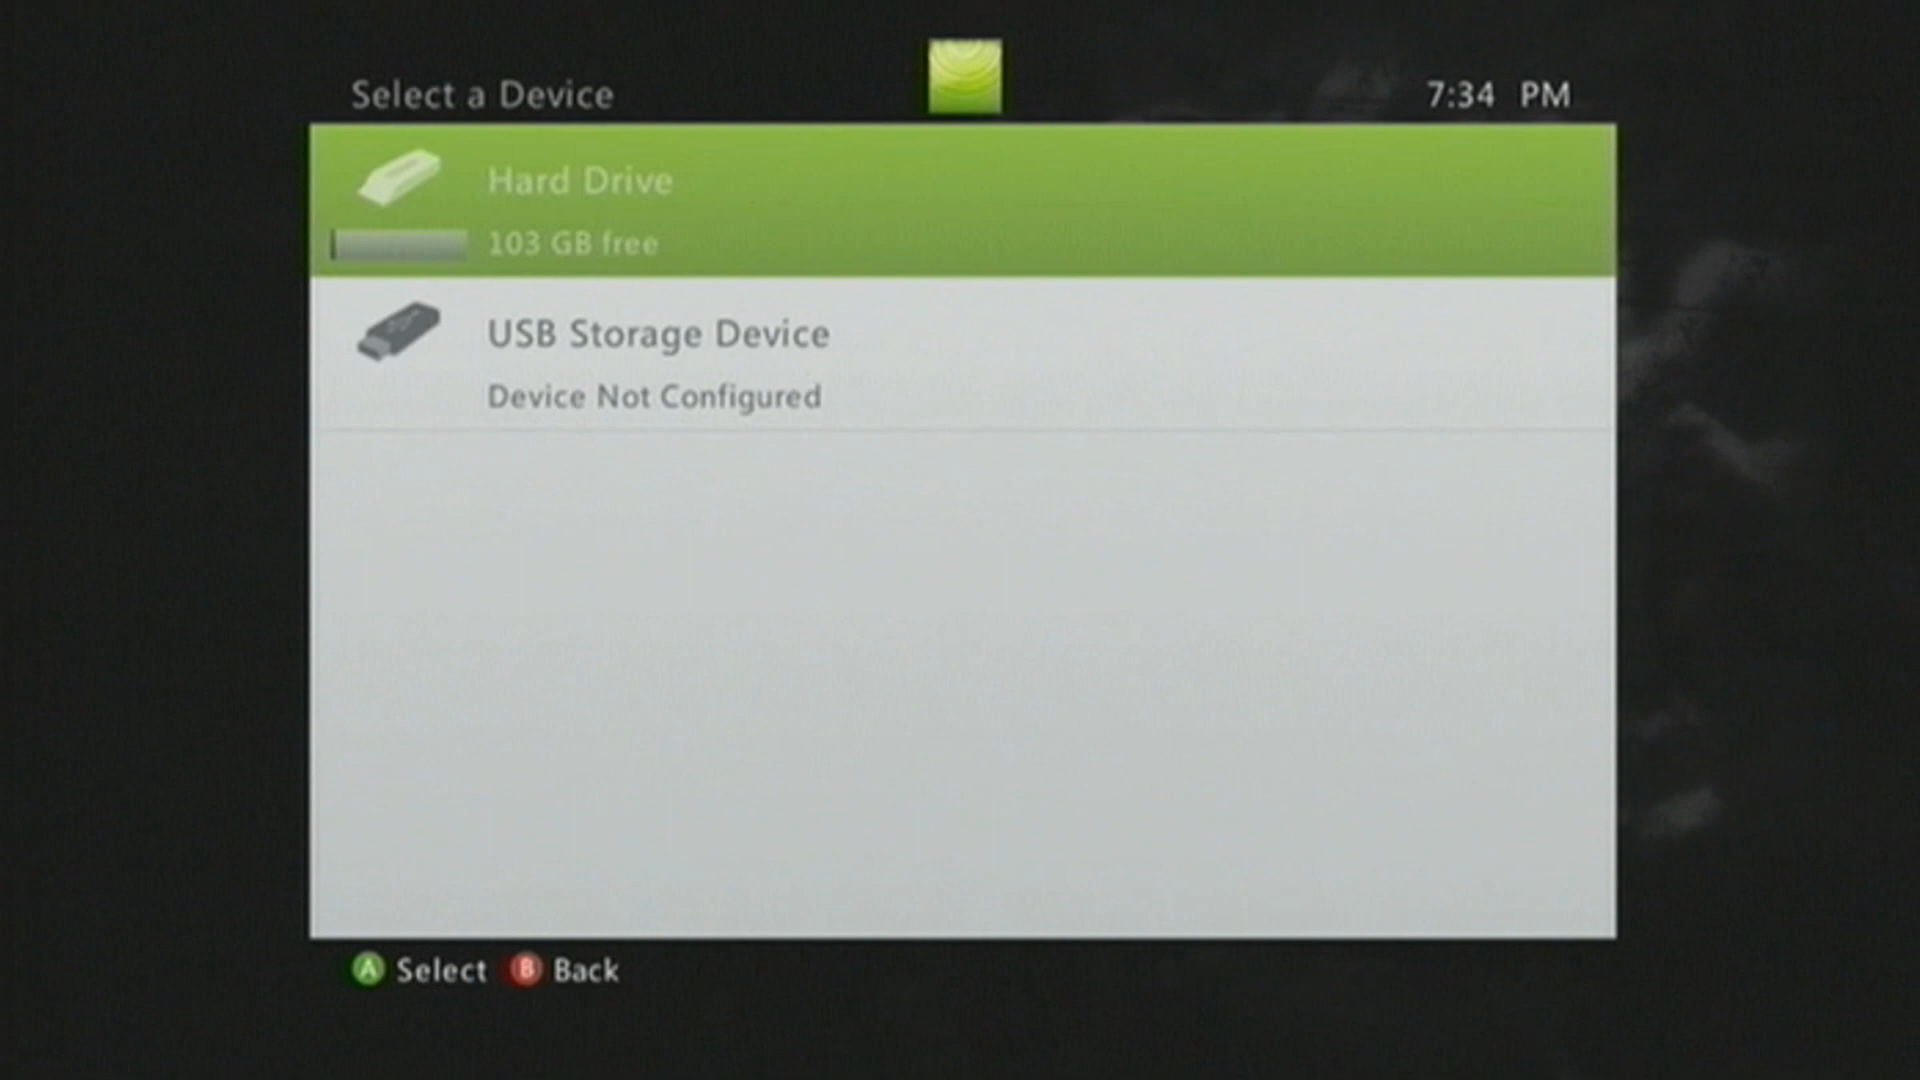 Select a Device
7:34 PM
Hard Drive
103 GB free
USB Storage Device
Device Not Configured
A Select B Back